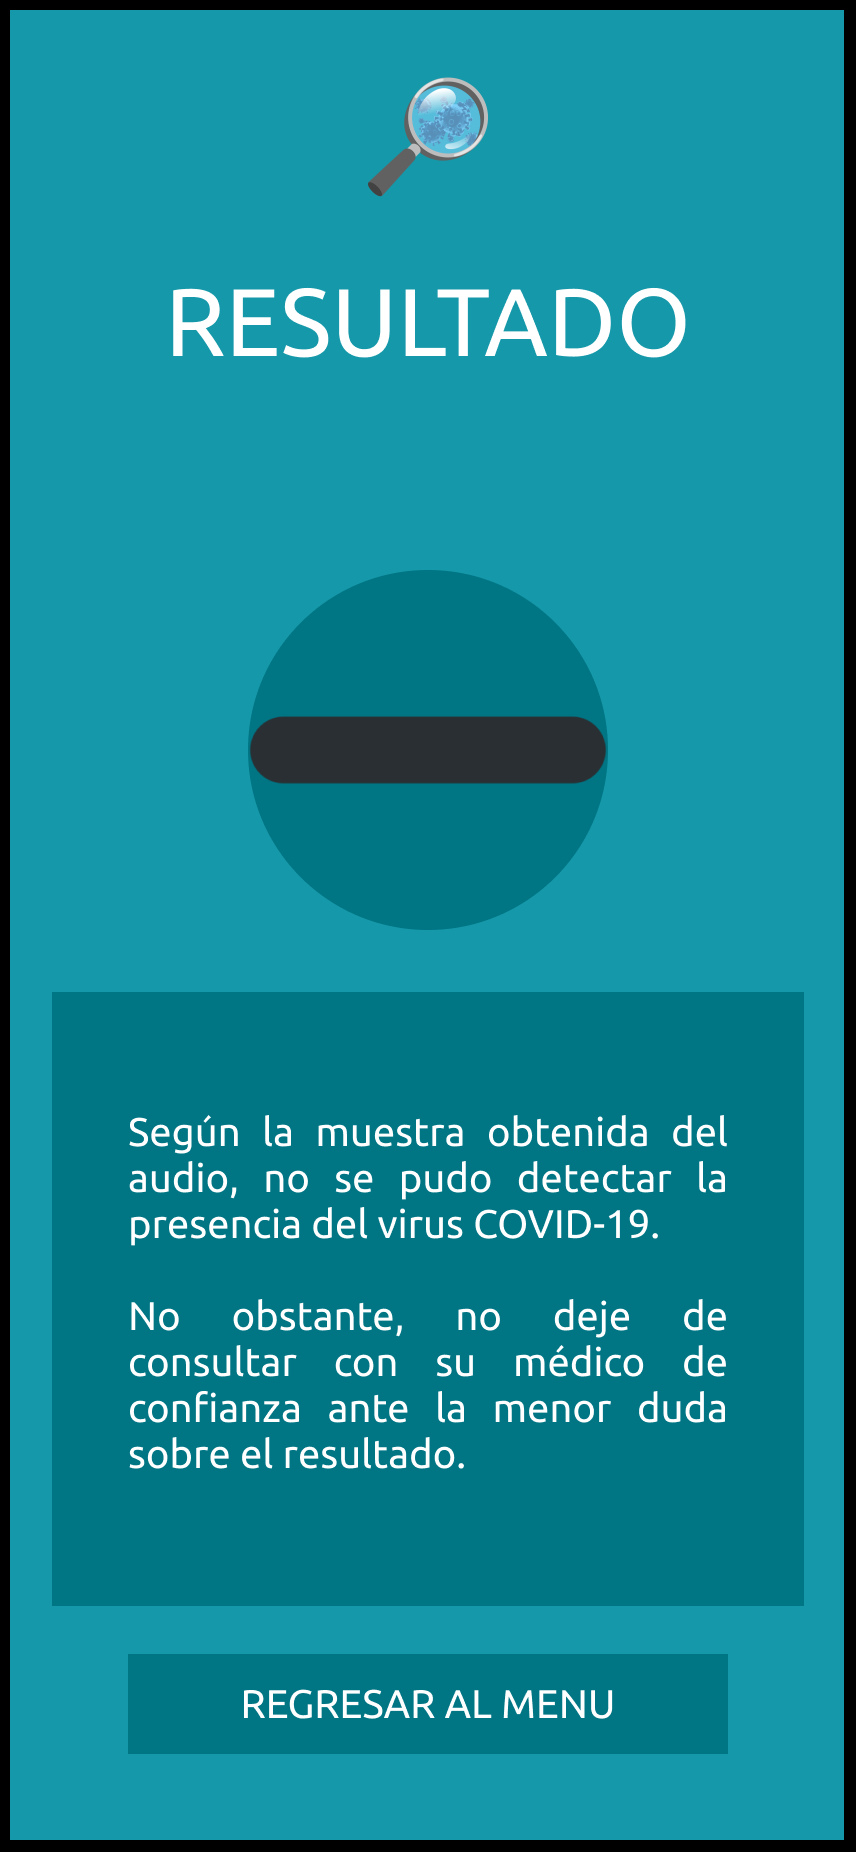 RESULTADO
Según la muestra obtenida del
audio, no se pudo detectar la
presencia del virus COVID-19.
No obstante, no deje de
consultar con su médico de
confianza ante la menor duda
sobre el resultado.
REGRESAR AL MENU